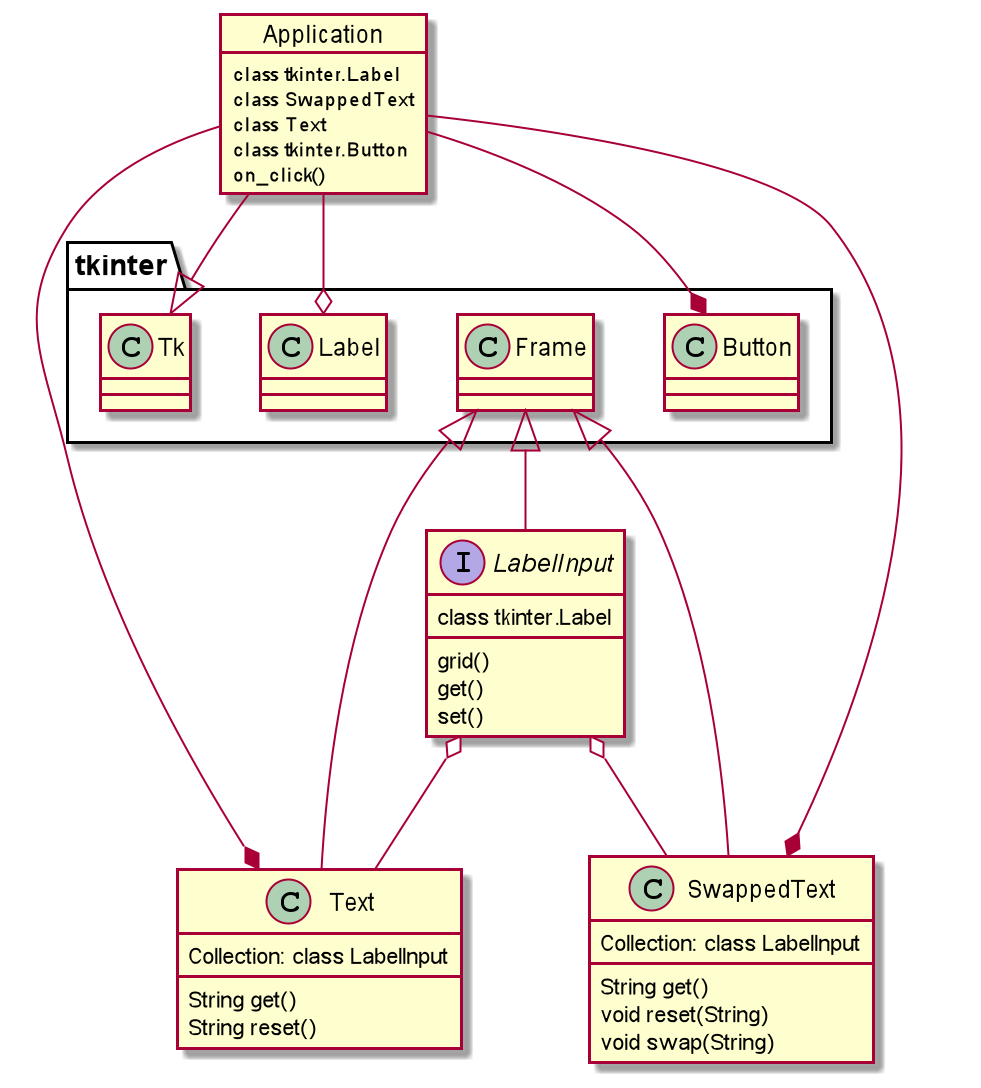 Application
class tkinter.Label
class SwappedText
class Text
class tkinter.Button
on_click()
tkinter
C Tk
C Label
C Frame
C Button
I LabelInput
class tkinter.Label
grid()
get()
set()
C Text
Collection: class LabelInput
String get()
String reset()
C SwappedText
Collection: class LabelInput
String get()
void reset(String)
void swap(String)